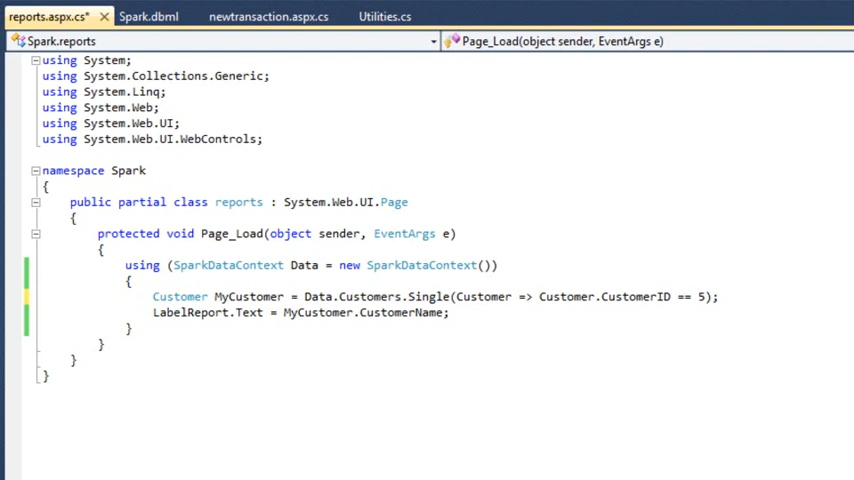 reports.aspx.cs* Spark.dbml newtransaction.aspx.cs Utilities.cs
Spark.reports Page_Load(object sender, EventArgs e)
using System;
using System.Collections.Generic;
using System.Linq;
using System.Web;
using System.Web.UI;
using System.Web.UI.WebControls;
namespace Spark
{
public partial class reports : System.Web.UI.Page
{
protected void Page_Load(object sender, EventArgs e)
{
using (SparkDataContext Data = new SparkDataContext())
{
Customer MyCustomer = Data.Customers.Single(Customer => Customer.CustomerID == 5);
LabelReport.Text = MyCustomer.CustomerName;
}
}
}
}